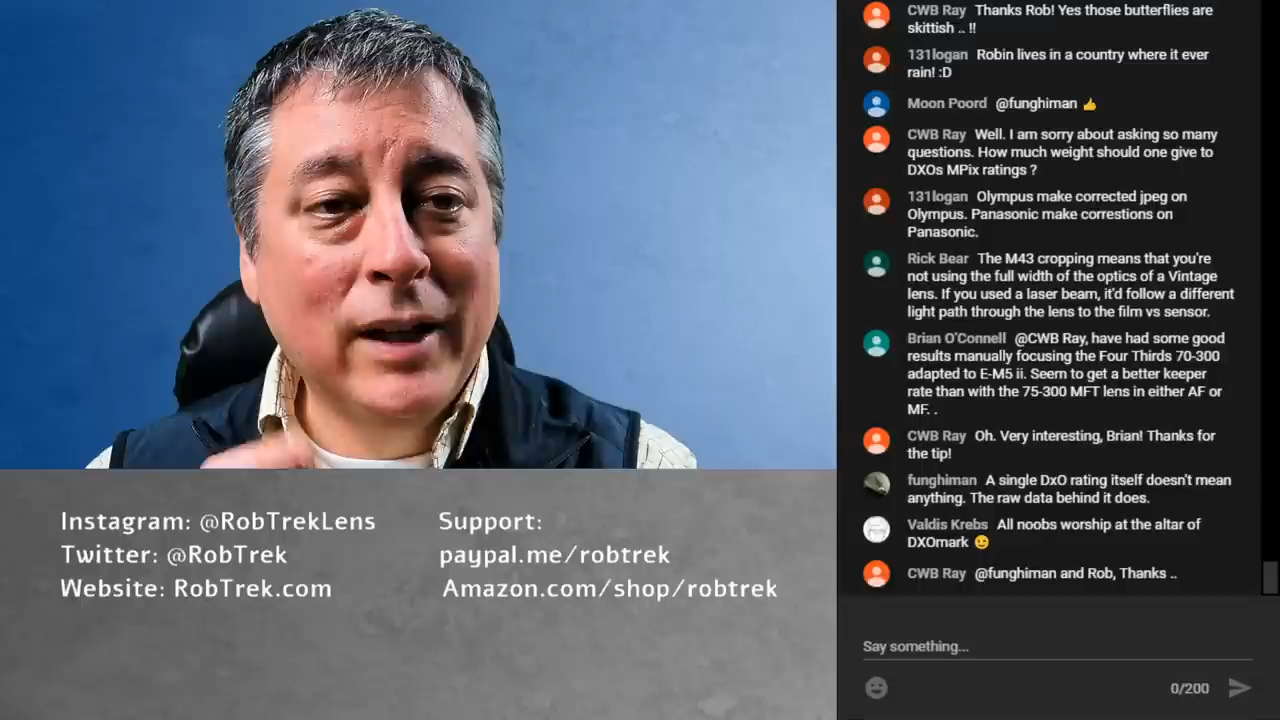 Instagram: @RobTrekLens
Twitter: @RobTrek
Website: RobTrek.com
Support:
paypal.me/robtrek
Amazon.com/shop/robtrek
CWB Ray Thanks Rob! Yes those butterflies are
skittish .. !!
131logan Robin lives in a country where it ever
rain! :D
Moon Poord @funghiman 👍
CWB Ray Well. I am sorry about asking so many
questions. How much weight should one give to
DXOs MPix ratings ?
131logan Olympus make corrected jpeg on
Olympus. Panasonic make correstions on
Panasonic.
Rick Bear The M43 cropping means that you're
not using the full width of the optics of a Vintage
lens. If you used a laser beam, it'd follow a different
light path through the lens to the film vs sensor.
Brian O'Connell @CWB Ray, have had some good
results manually focusing the Four Thirds 70-300
adapted to E-M5 ii. Seem to get a better keeper
rate than with the 75-300 MFT lens in either AF or
MF. .
CWB Ray Oh. Very interesting, Brian! Thanks for
the tip!
funghiman A single DxO rating itself doesn't mean
anything. The raw data behind it does.
Valdis Krebs All noobs worship at the altar of
DXOmark 😉
CWB Ray @funghiman and Rob, Thanks ..
Say something...
0/200